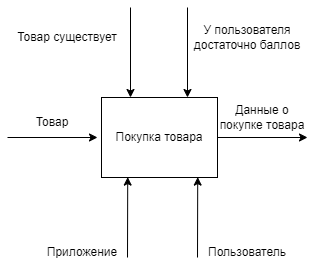 Товар существует
У пользователя
достаточно баллов
Товар
Покупка товара
Данные о
покупке товара
Приложение
Пользователь